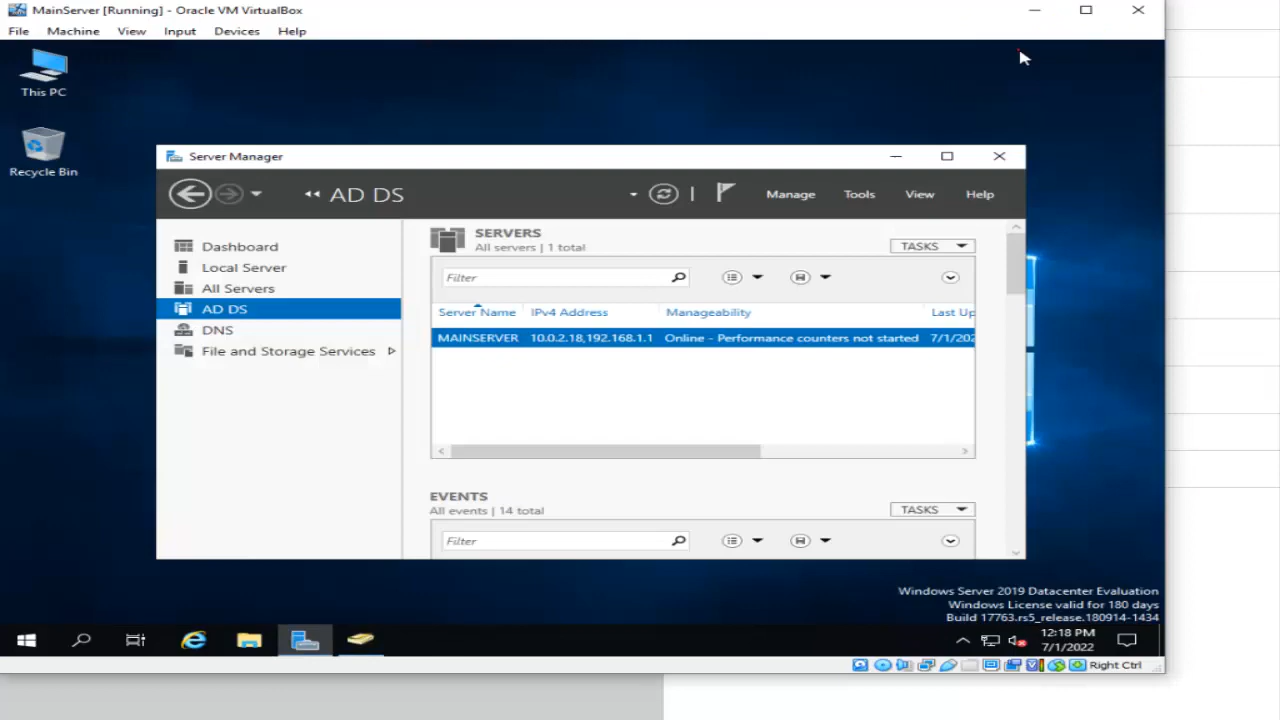 MainServer [Running] - Oracle VM VirtualBox
File Machine View Input Devices Help
This PC
Recycle Bin
Server Manager
AD DS
Manage Tools View Help
Dashboard
Local Server
All Servers
AD DS
DNS
File and Storage Services
SERVERS
All servers | 1 total
TASKS
Filter
Server Name IPv4 Address Manageability Last Up
MAINSERVER 10.0.2.18,192.168.1.1 Online - Performance counters not started 7/1/202
EVENTS
All events | 14 total
TASKS
Filter
Windows Server 2019 Datacenter Evaluation
Windows License valid for 180 days
Build 17763.rs5_release.180914-1434
12:18 PM
7/1/2022
Right Ctrl